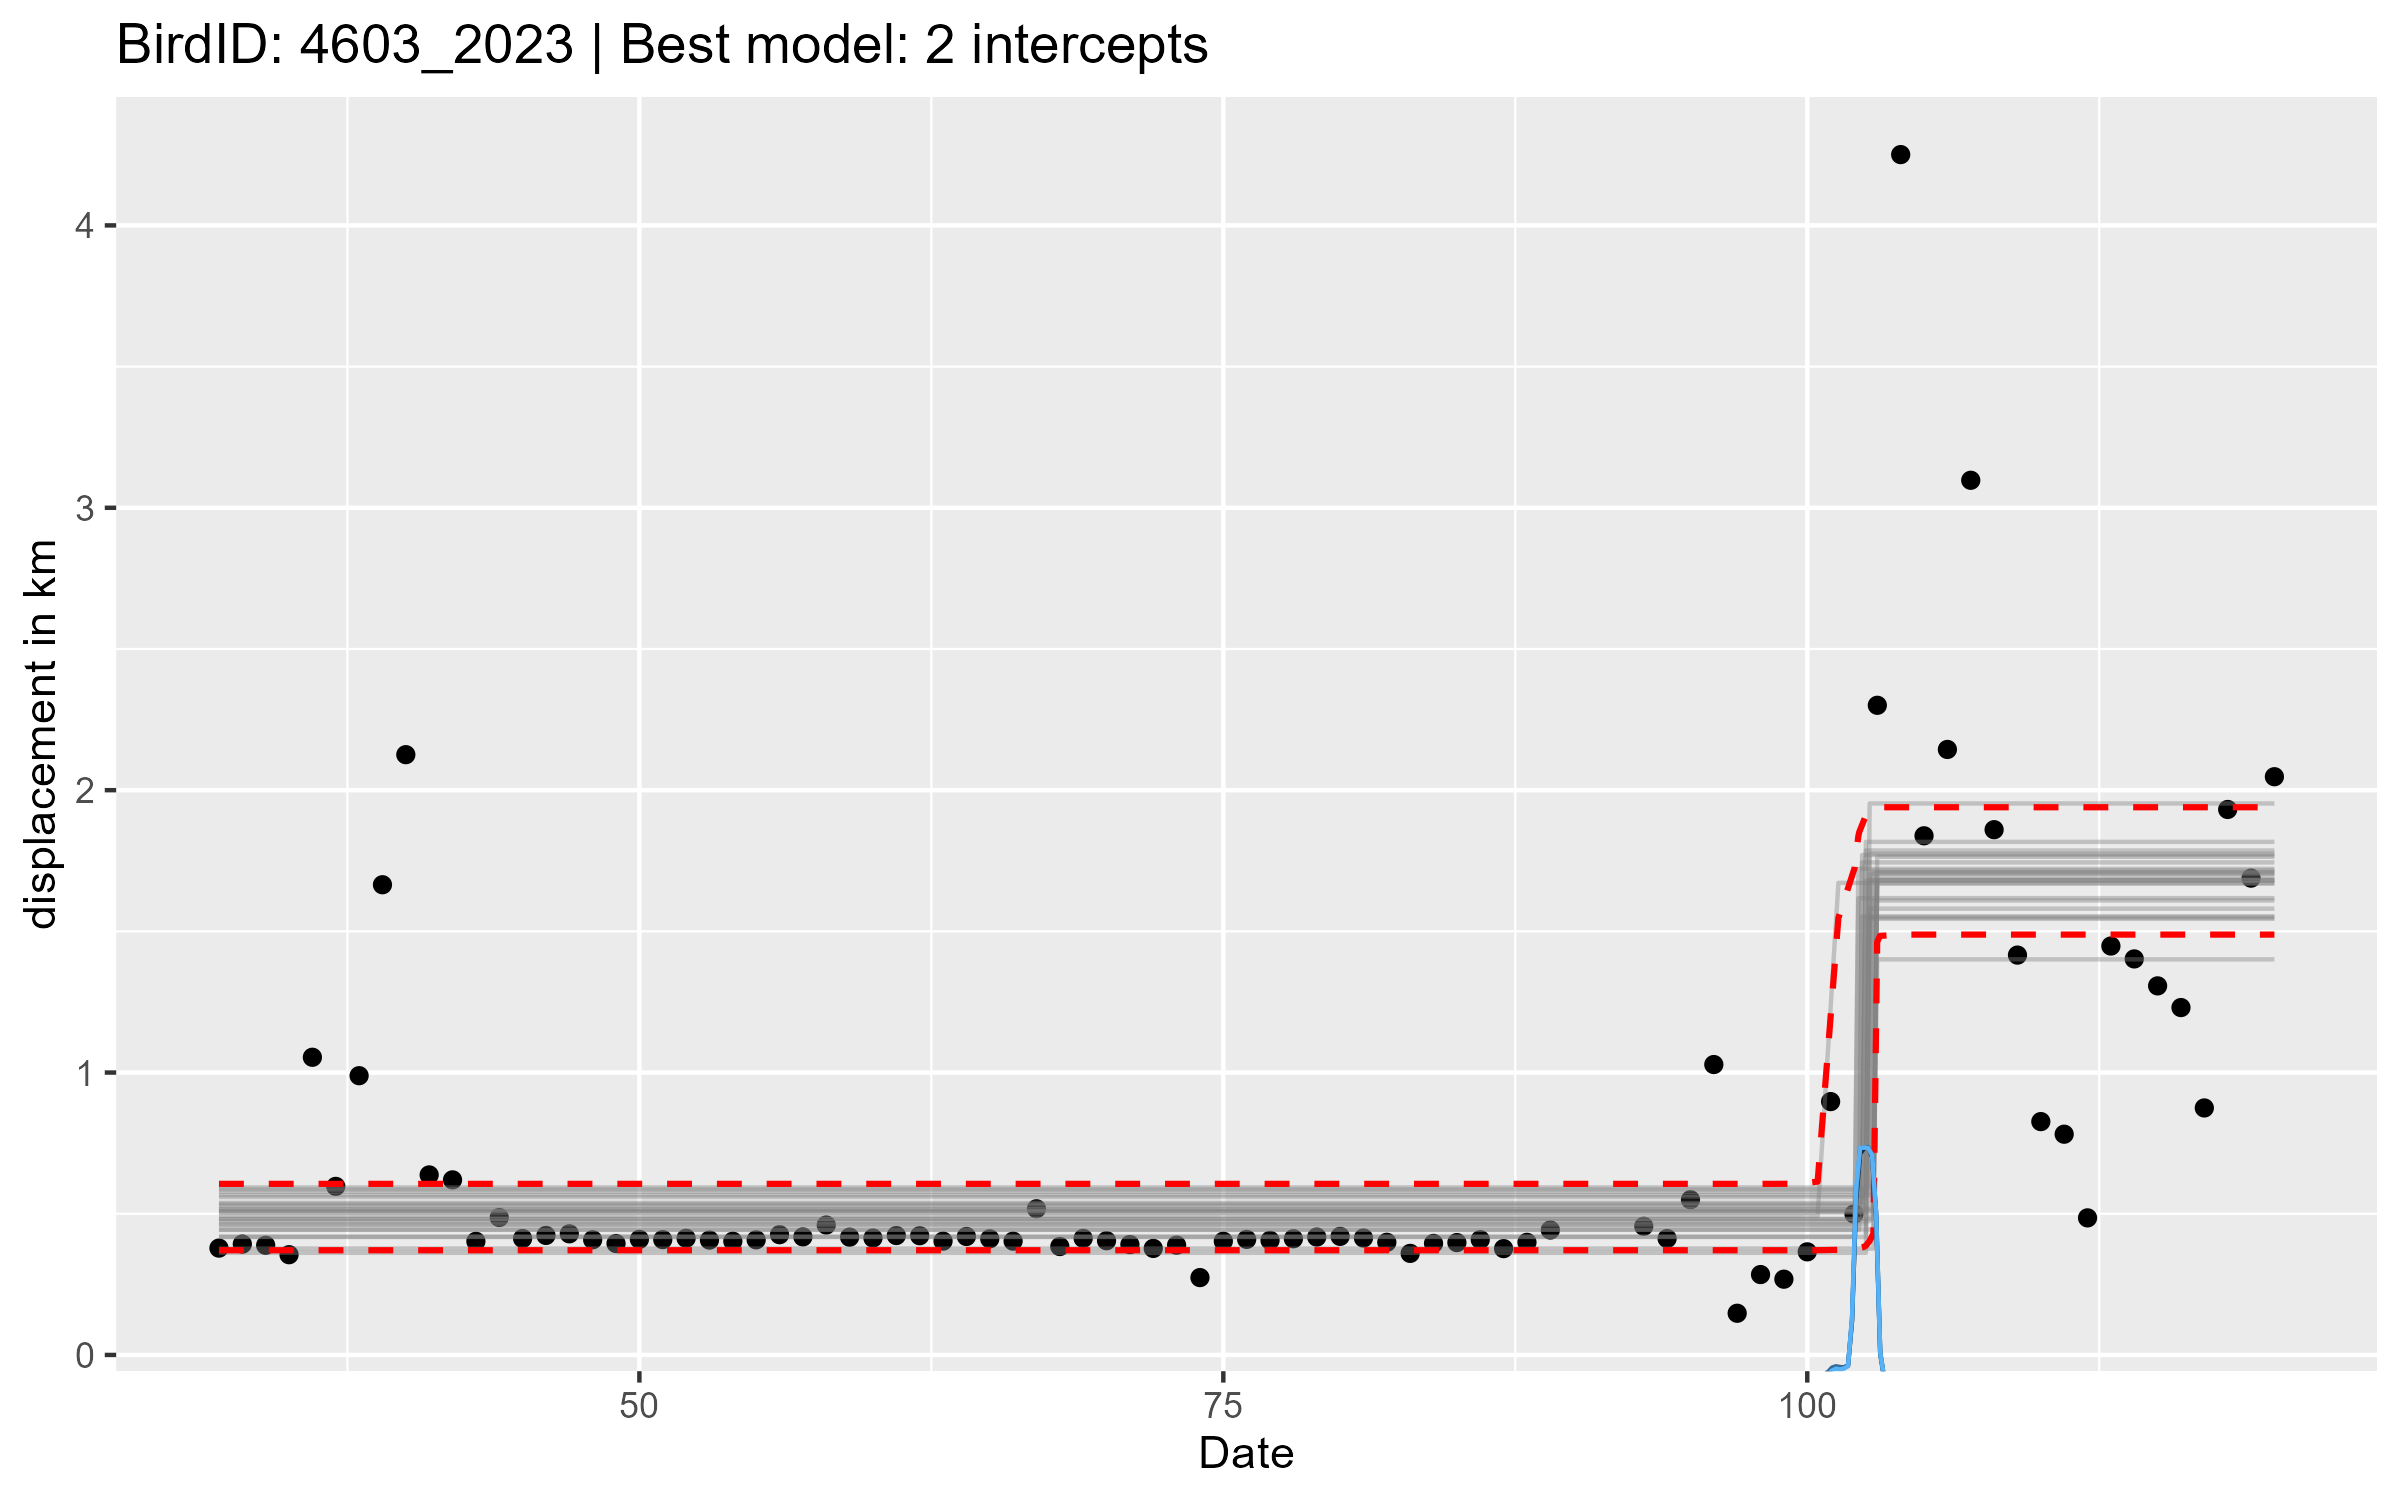 BirdID: 4603_2023 | Best model: 2 intercepts
displacement in km
4
3
2
1
0
50
75
100
Date